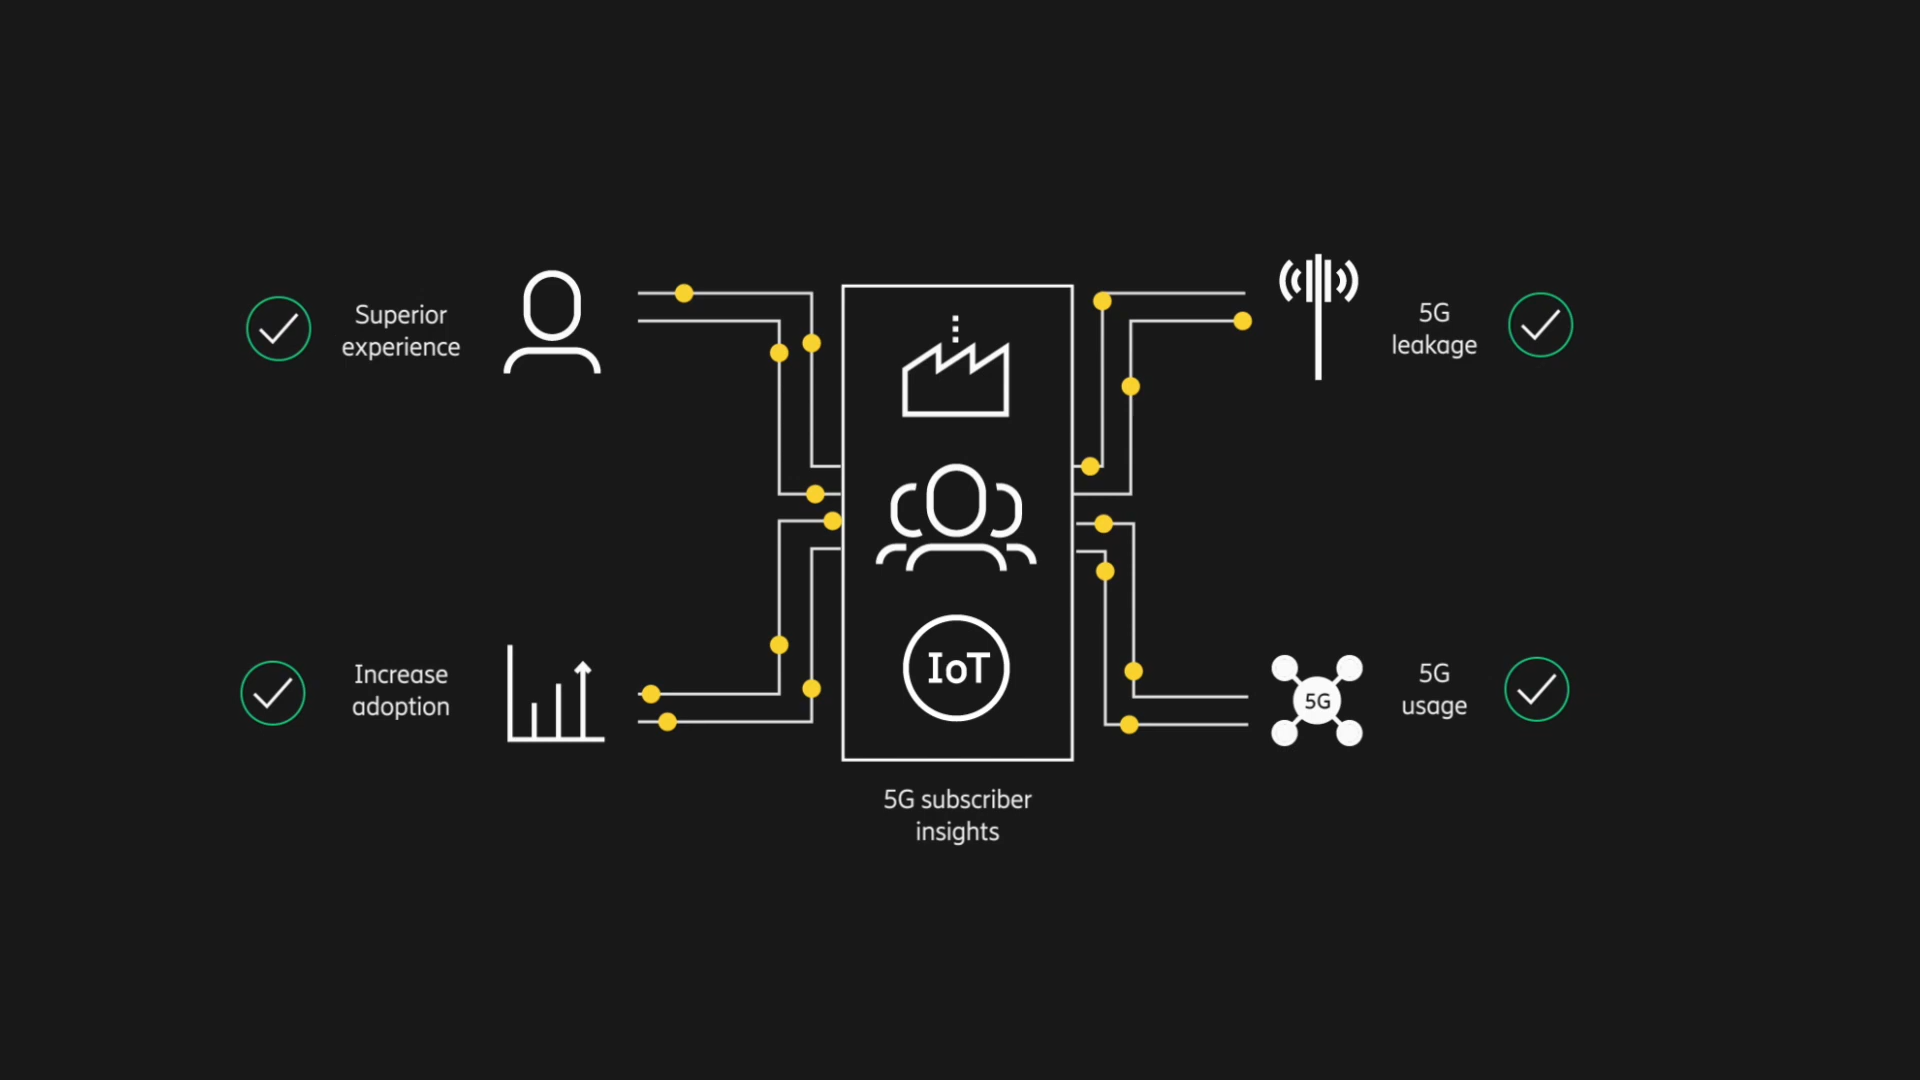 Superior
experience
5G
leakage
IoT
Increase
adoption
5G
5G
usage
5G subscriber
insights